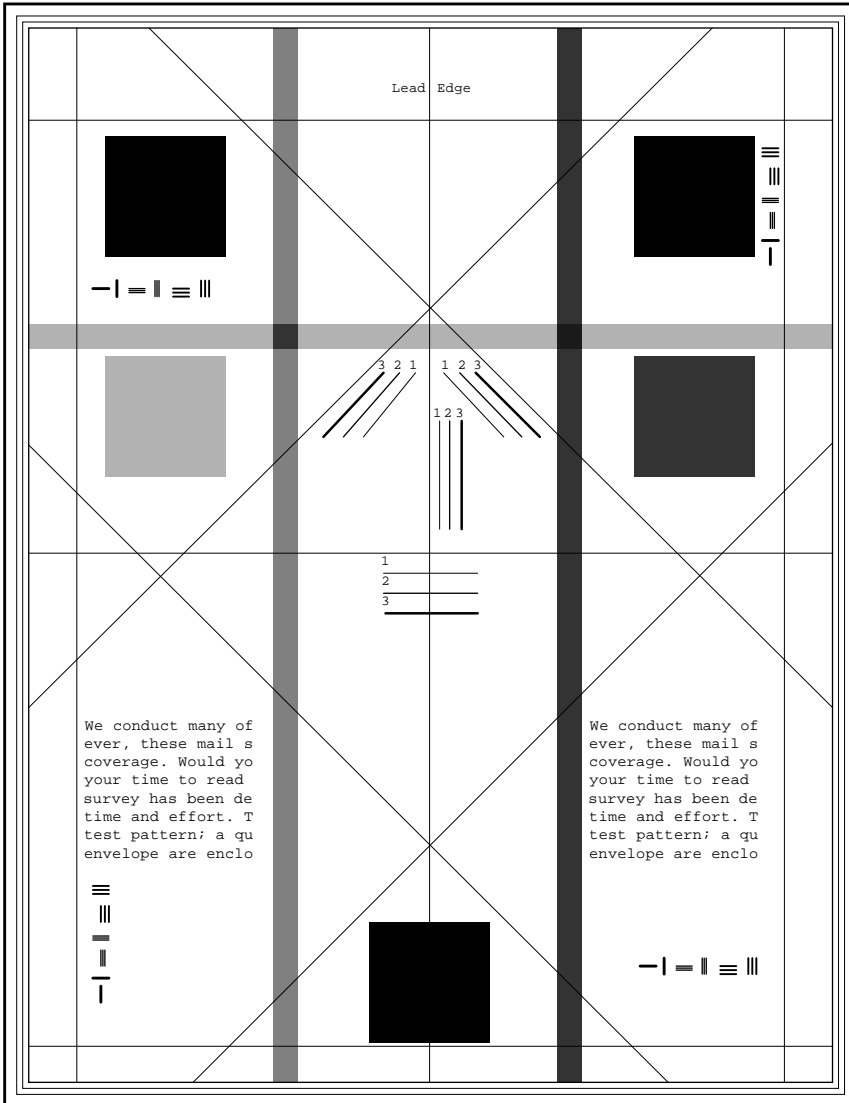 Lead Edge
3 2 1 1 2 3
1 2 3
1
2
3
We conduct many of
ever, these mail s
coverage. Would yo
your time to read
survey has been de
time and effort. T
test pattern; a qu
envelope are enclo
We conduct many of
ever, these mail s
coverage. Would yo
your time to read
survey has been de
time and effort. T
test pattern; a qu
envelope are enclo